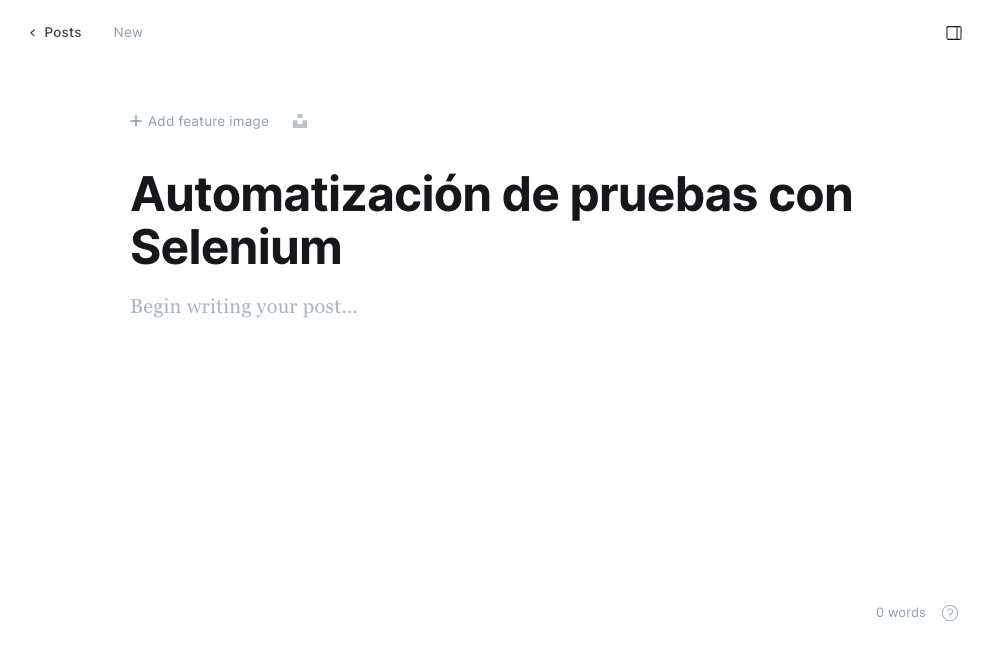 Posts New
Add feature image
Automatización de pruebas con
Selenium
Begin writing your post...
0 words